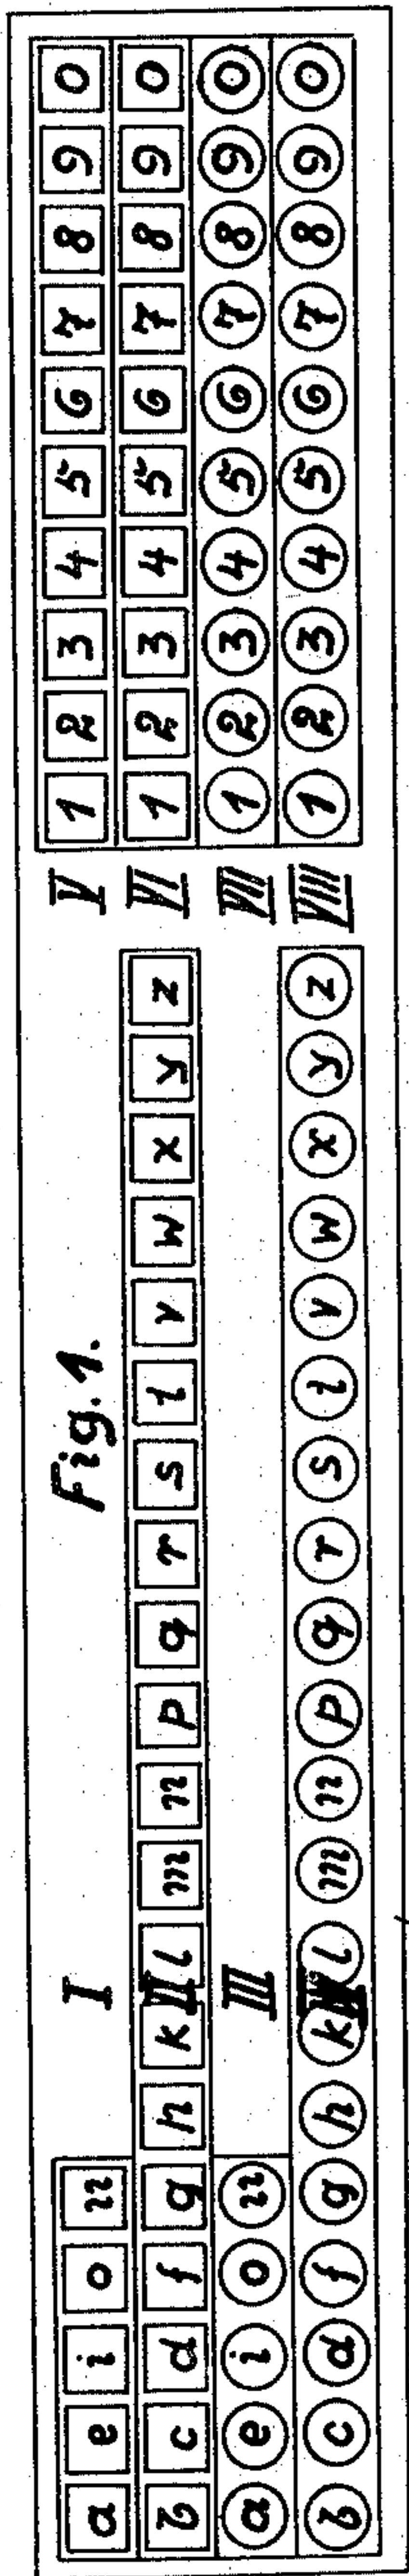 Fig. 1.
a e i o u I V 1 2 3 4 5 6 7 8 9 0
b c d f g h k II l m n p q r s t v w x y z VI 1 2 3 4 5 6 7 8 9 0
a e i o u III VII 1 2 3 4 5 6 7 8 9 0
b c d f g h k IV l m n p q r s t v w x y z VIII 1 2 3 4 5 6 7 8 9 0